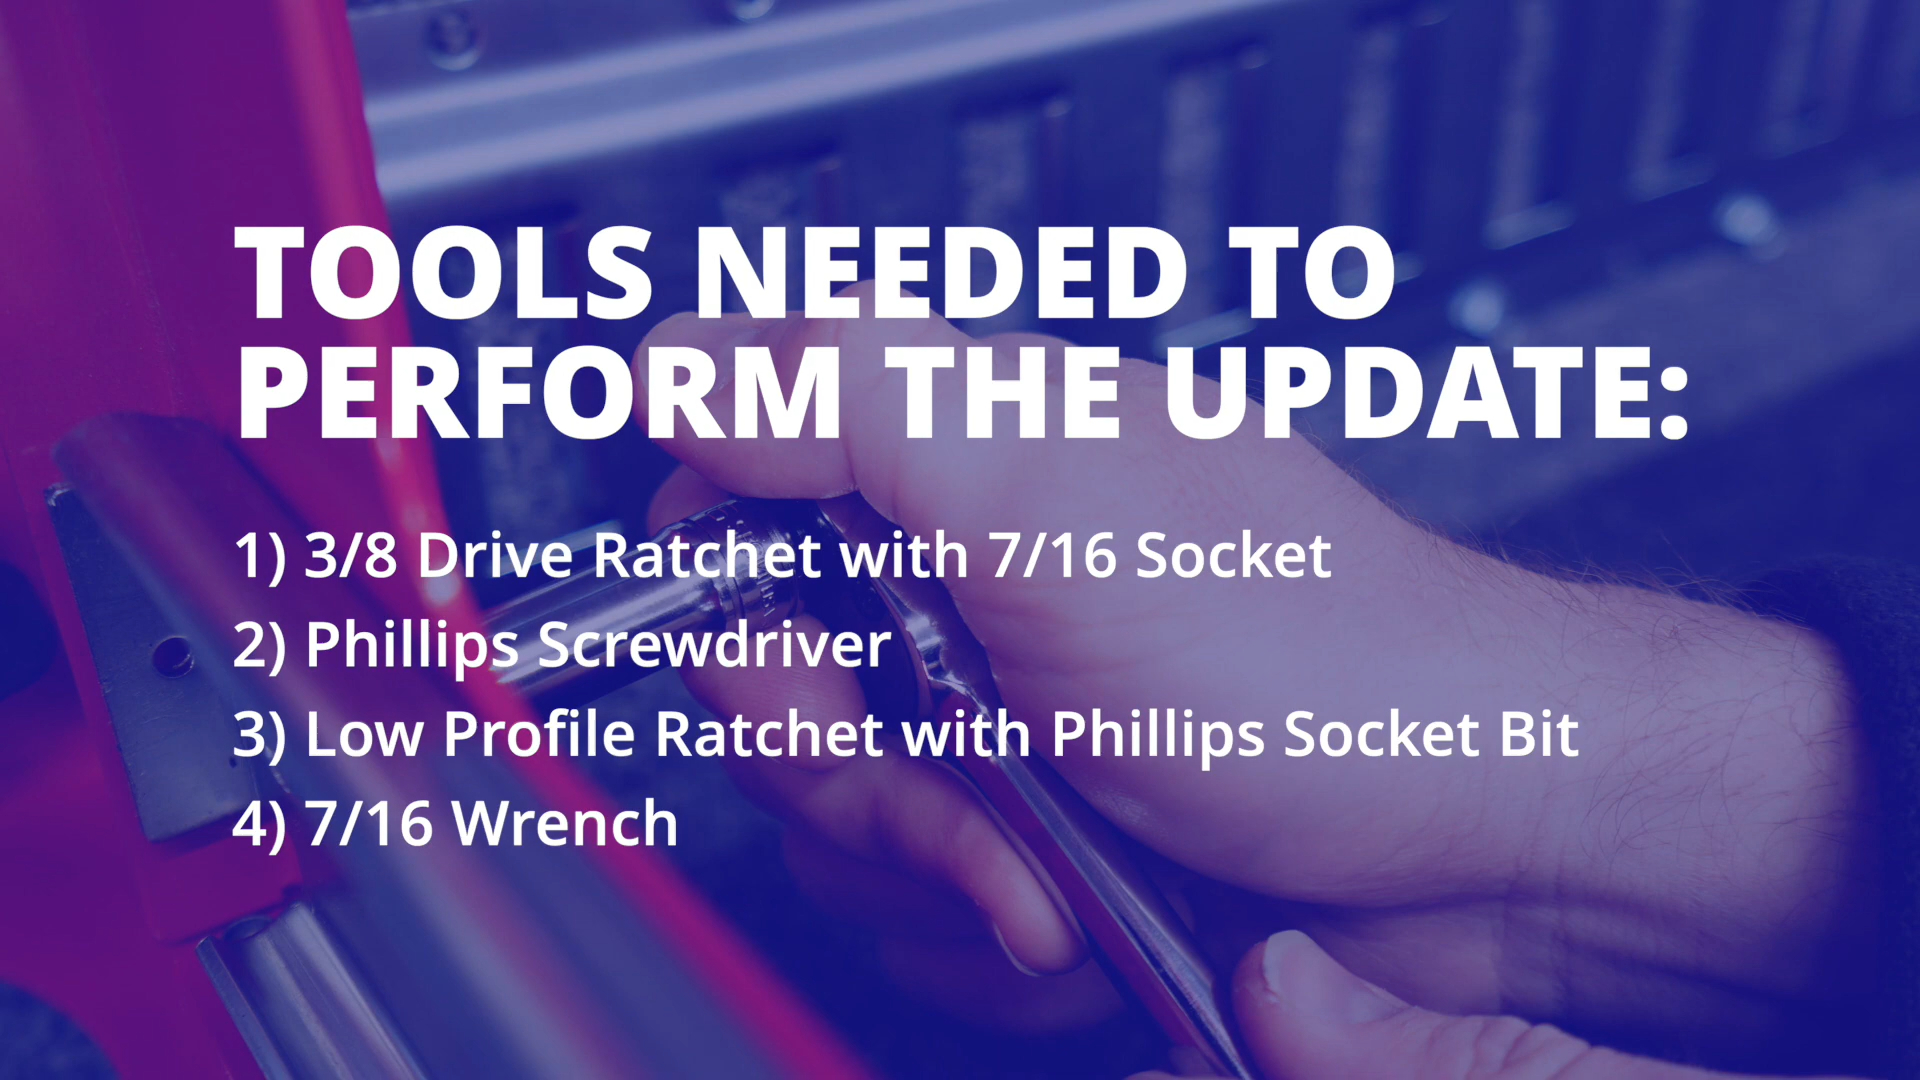 TOOLS NEEDED TO
PERFORM THE UPDATE:
1) 3/8 Drive Ratchet with 7/16 Socket
2) Phillips Screwdriver
3) Low Profile Ratchet with Phillips Socket Bit
4) 7/16 Wrench